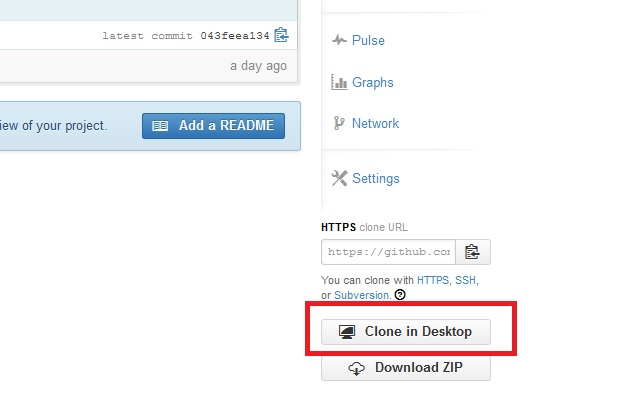 latest commit 043feea134
a day ago
iew of your project.
Add a README
Pulse
Graphs
Network
Settings
HTTPS clone URL
https://github.cor
You can clone with HTTPS, SSH,
or Subversion.
Clone in Desktop
Download ZIP